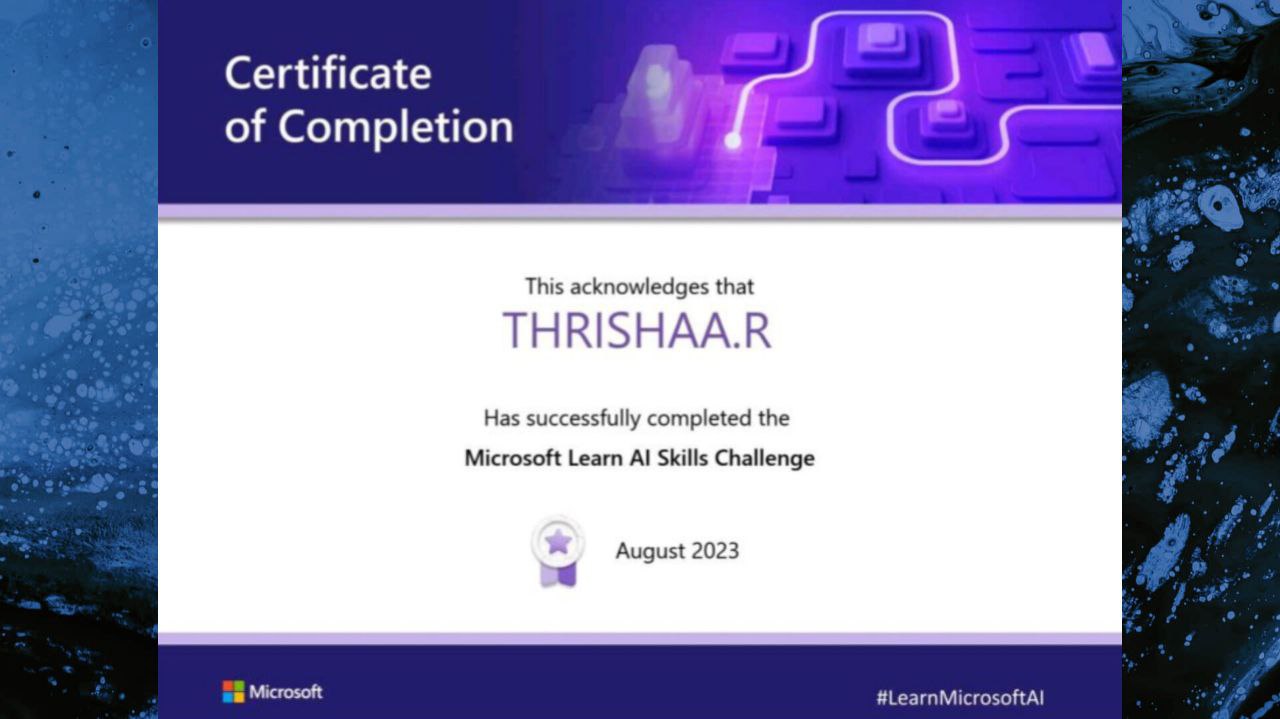 Certificate
of Completion
This acknowledges that
THRISHAA.R
Has successfully completed the
Microsoft Learn AI Skills Challenge
August 2023
Microsoft
#LearnMicrosoftAI